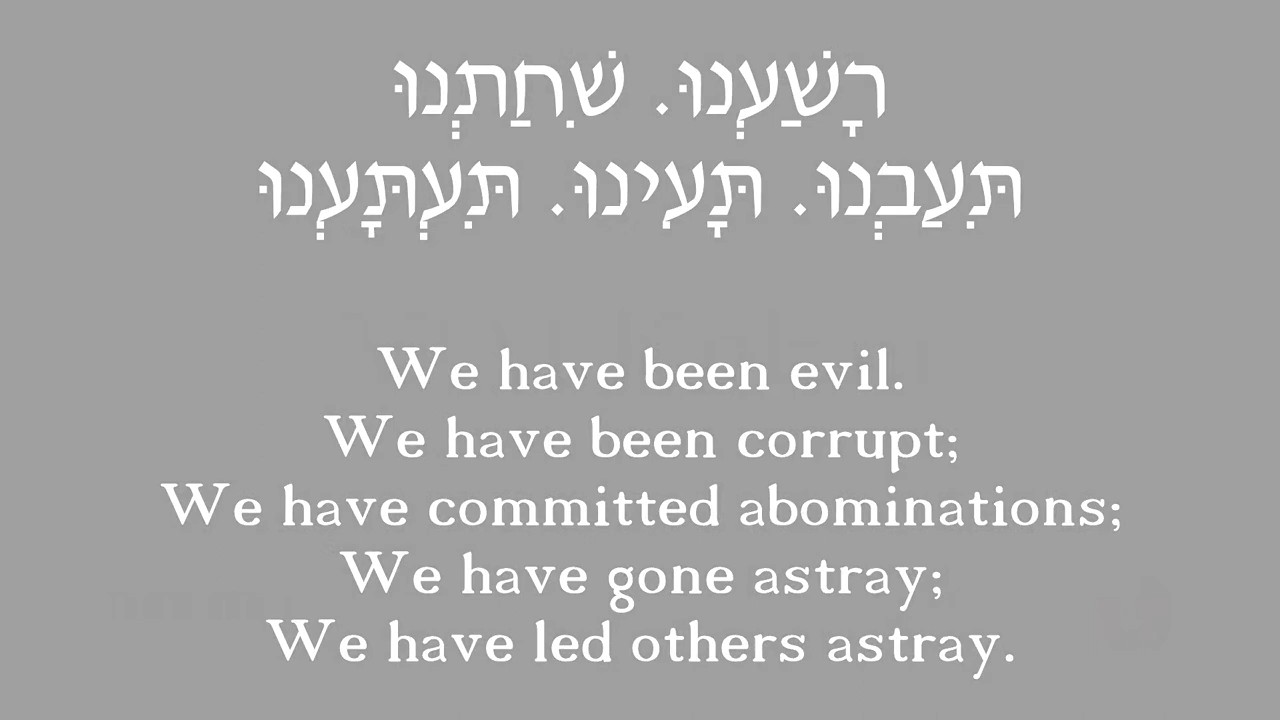 רָשַׁעְנוּ. שִׁחַתְנוּ
תִּעַבְנוּ. תָּעִינוּ. תִּעְתָּעְנוּ
We have been evil.
We have been corrupt;
We have committed abominations;
We have gone astray;
We have led others astray.